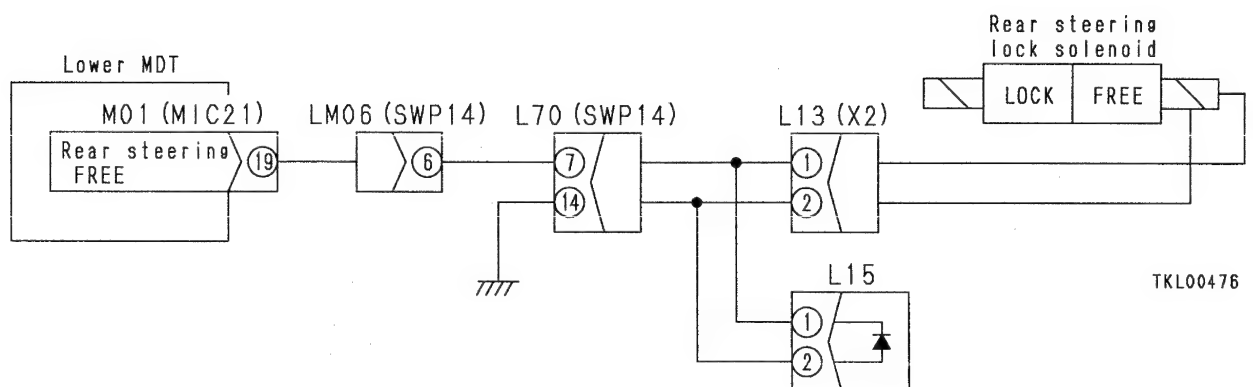 Rear steering
lock solenoid
Lower MDT
LOCK FREE
M01 (MIC21) LM06 (SWP14) L70 (SWP14) L13 (X2)
Rear steering
FREE
19 6 7 1
14 2
L15
TKL00476
1
2